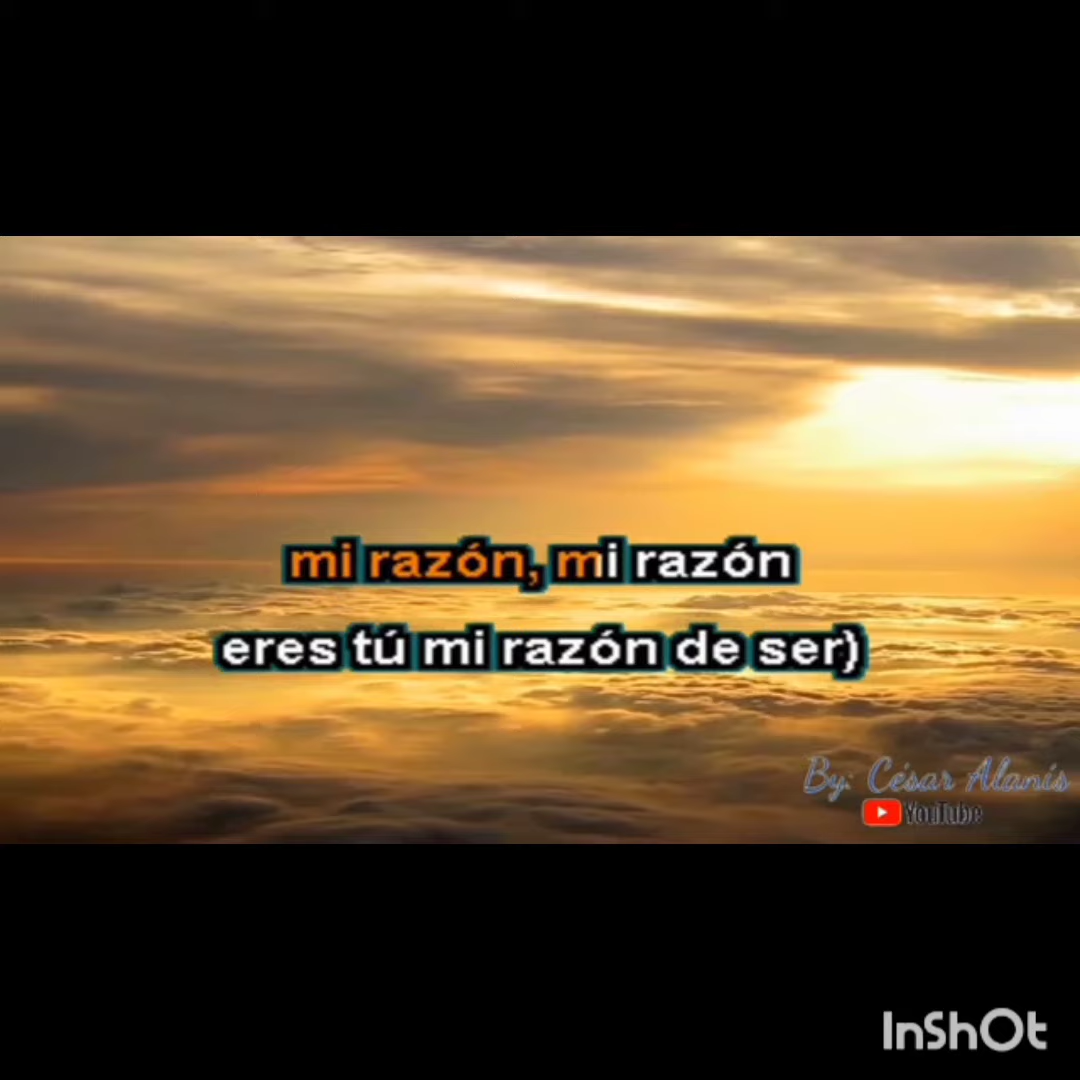 mi razón, mi razón
eres tú mi razón de ser)
By: César Alanís
YouTube
InShOt